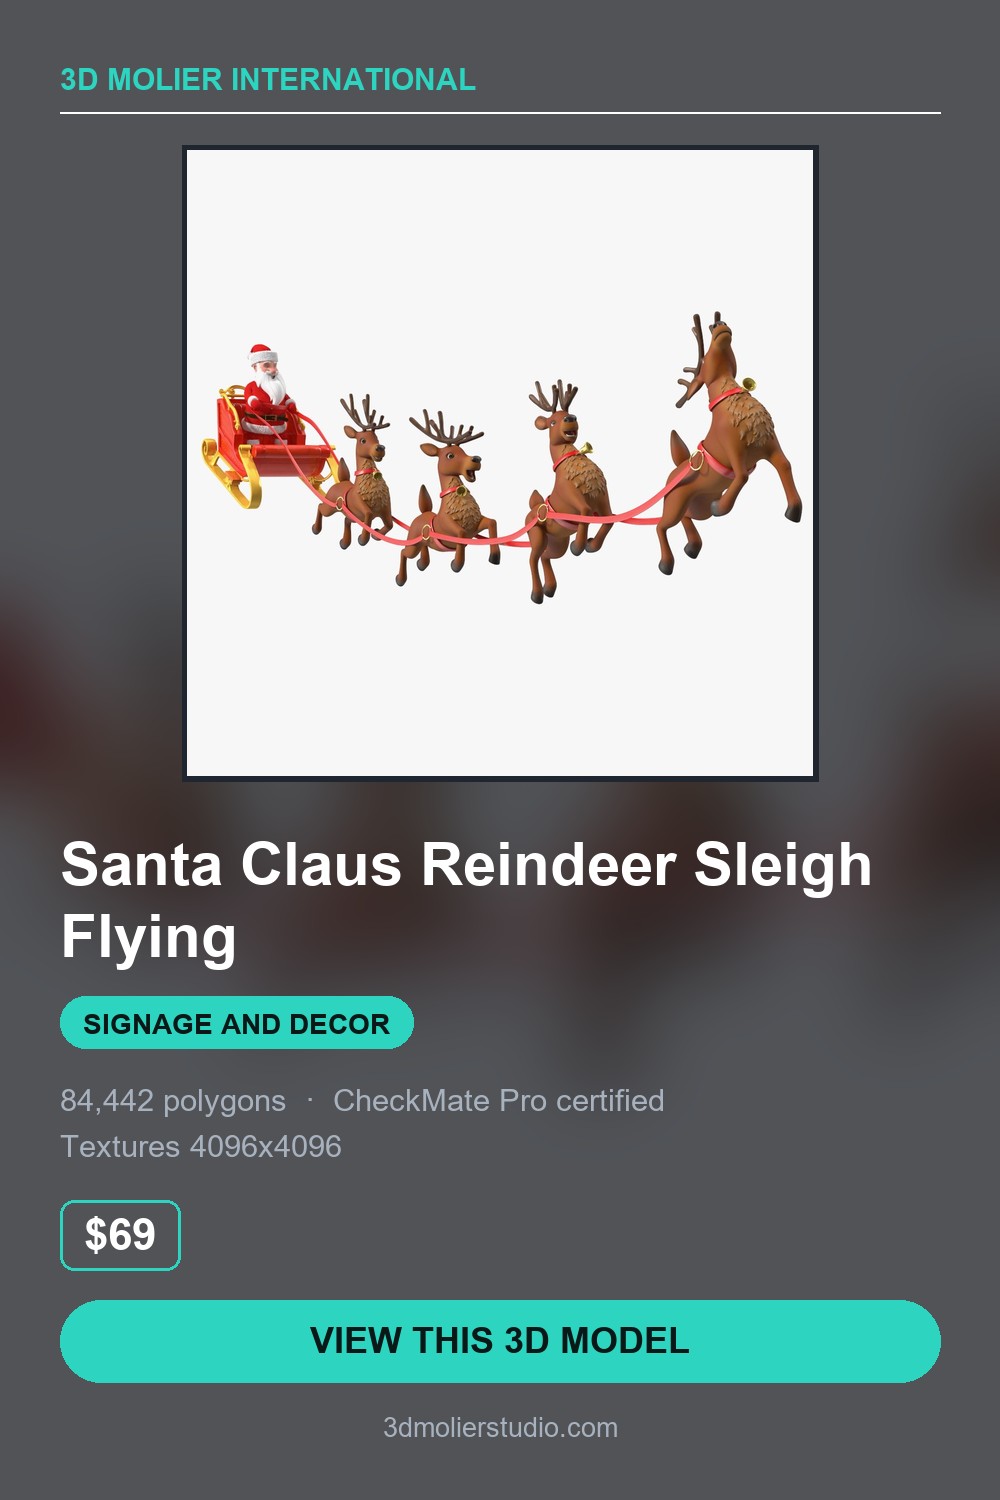 3D MOLIER INTERNATIONAL
Santa Claus Reindeer Sleigh
Flying
SIGNAGE AND DECOR
84,442 polygons · CheckMate Pro certified
Textures 4096x4096
$69
VIEW THIS 3D MODEL
3dmolierstudio.com